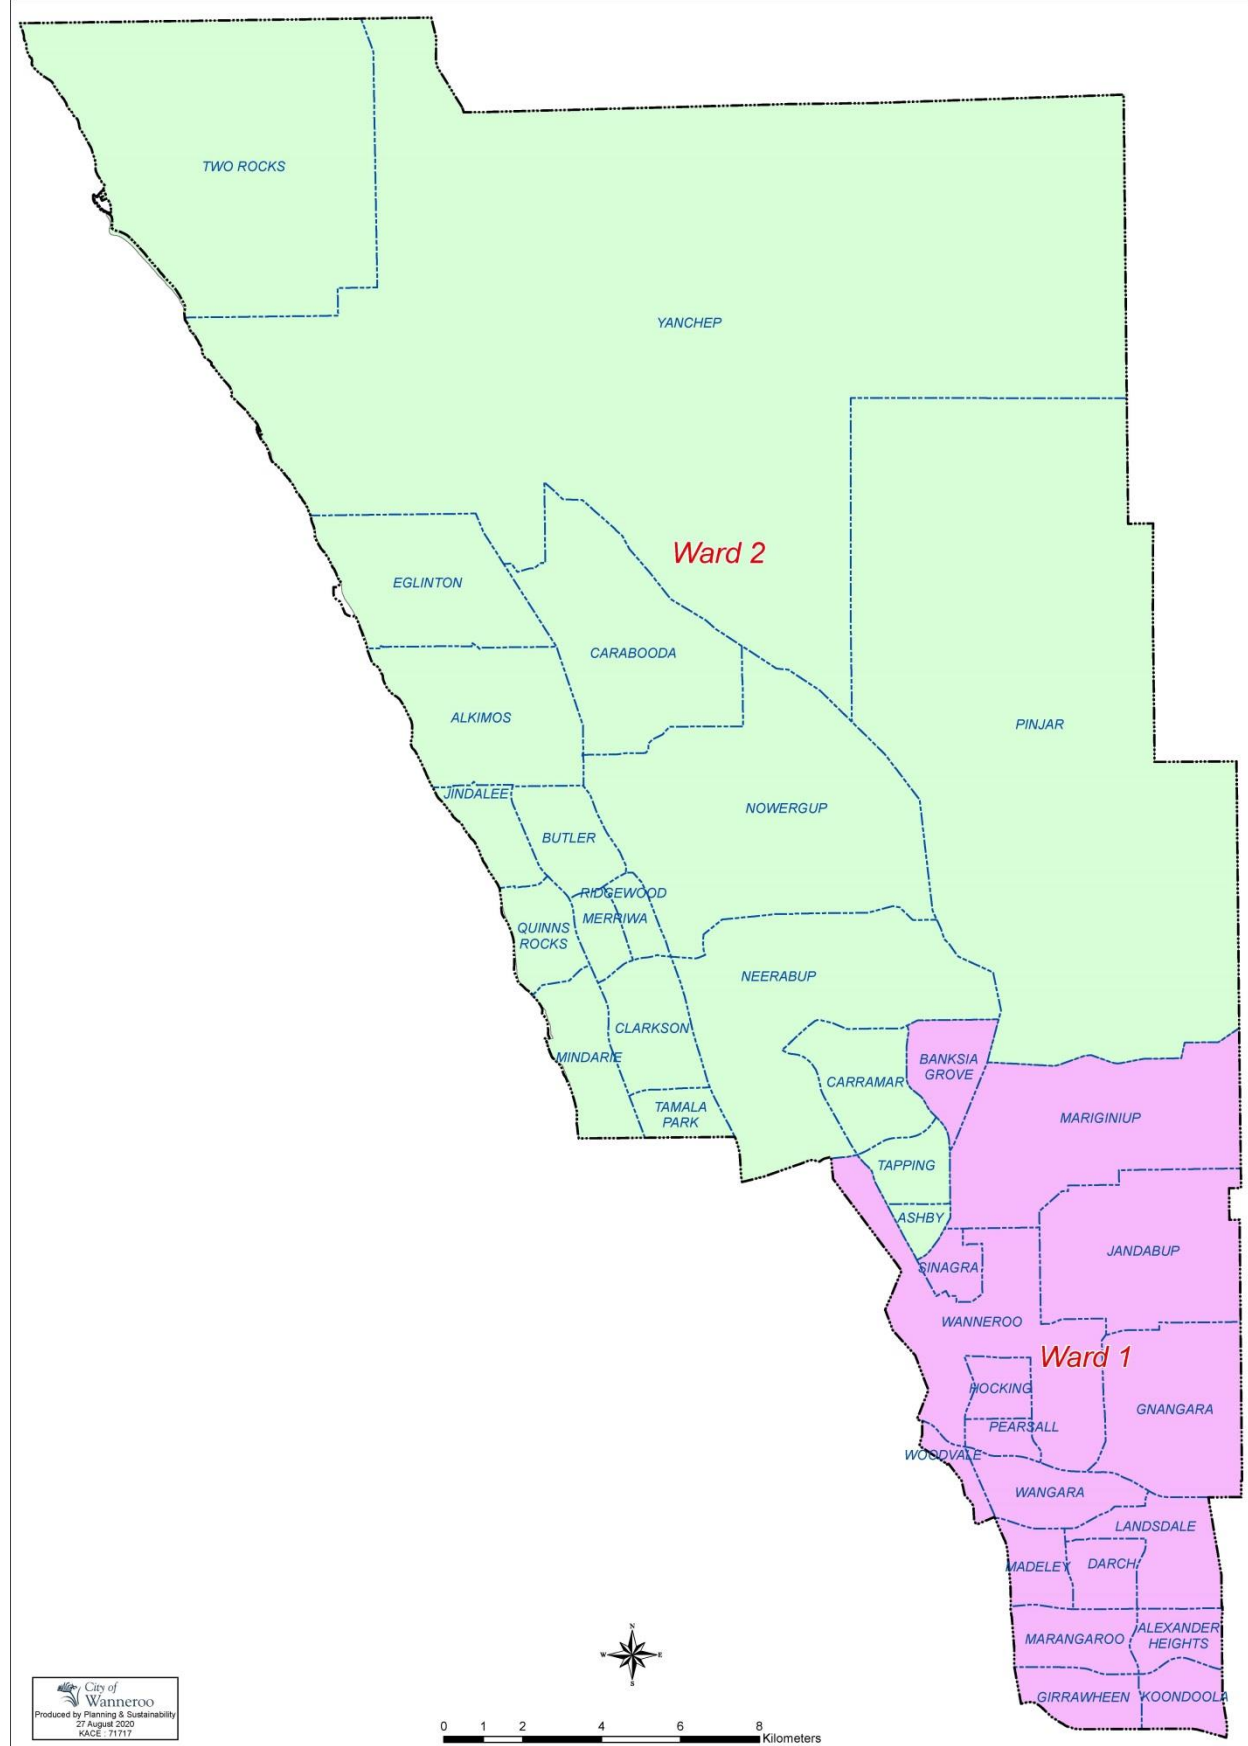 TWO ROCKS
YANCHEP
Ward 2
EGLINTON
CARABOODA
ALKIMOS
PINJAR
JINDALEE
NOWERGUP
BUTLER
RIDGEWOOD
MERRIWA
QUINNS
ROCKS
NEERABUP
CLARKSON
MINDARIE
BANKSIA
GROVE
CARRAMAR
TAMALA
PARK
MARIGINIUP
TAPPING
ASHBY
JANDABUP
SINAGRA
WANNEROO
Ward 1
HOCKING
GNANGARA
PEARSALL
WOODVALE
WANGARA
LANDSDALE
MADELEY
DARCH
MARANGAROO
ALEXANDER
HEIGHTS
GIRRAWHEEN
KOONDOOLA
N
W
E
S
City of
Wanneroo
Produced by Planning & Sustainability
27 August 2020
KACE : 71717
0 1 2 4 6 8
Kilometers